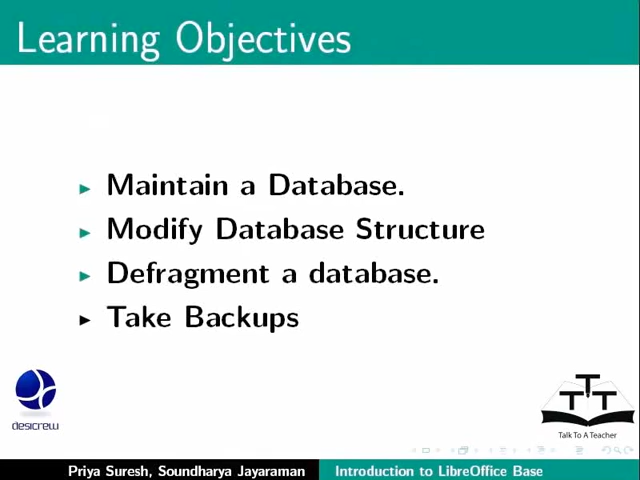 Learning Objectives
Maintain a Database.
Modify Database Structure
Defragment a database.
Take Backups
desicrew
TTT
Talk To A Teacher
Priya Suresh, Soundharya Jayaraman
Introduction to LibreOffice Base